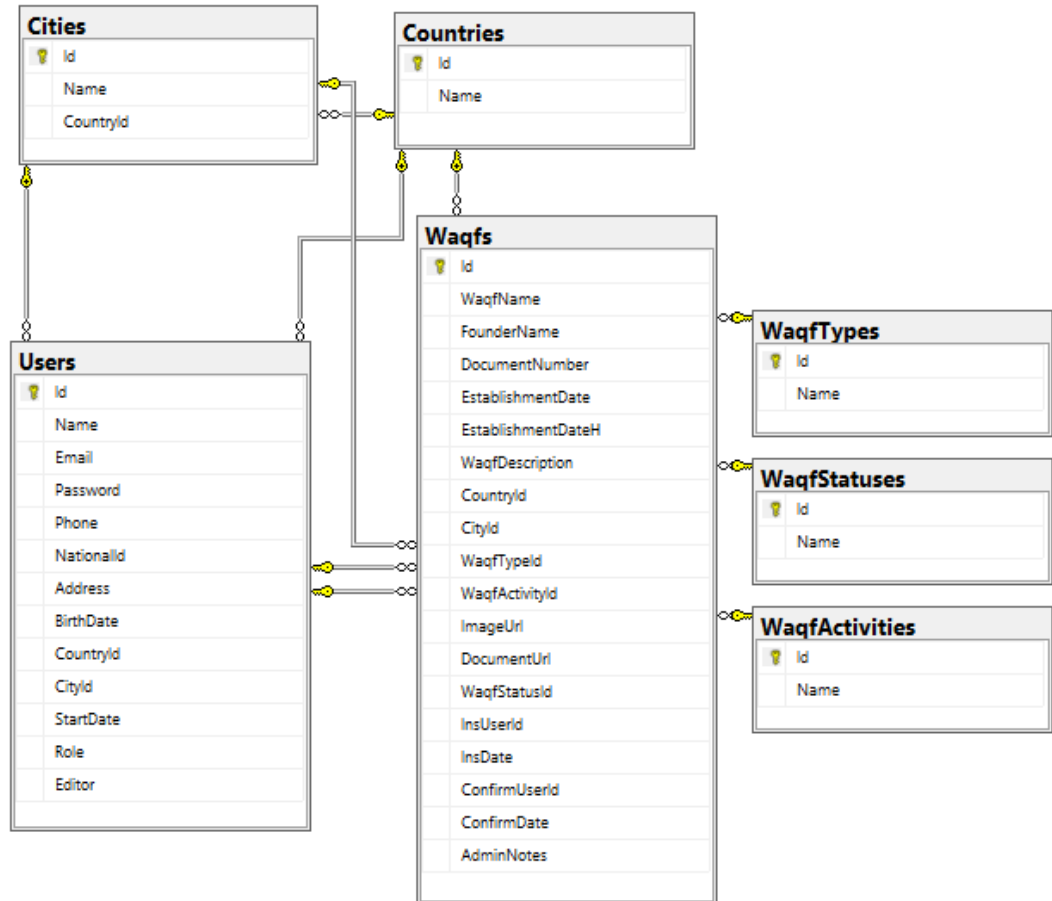 Cities
Id
Name
CountryId
Countries
Id
Name
Users
Id
Name
Email
Password
Phone
NationalId
Address
BirthDate
CountryId
CityId
StartDate
Role
Editor
Waqfs
Id
WaqfName
FounderName
DocumentNumber
EstablishmentDate
EstablishmentDateH
WaqfDescription
CountryId
CityId
WaqfTypeId
WaqfActivityId
ImageUrl
DocumentUrl
WaqfStatusId
InsUserId
InsDate
ConfirmUserId
ConfirmDate
AdminNotes
WaqfTypes
Id
Name
WaqfStatuses
Id
Name
WaqfActivities
Id
Name